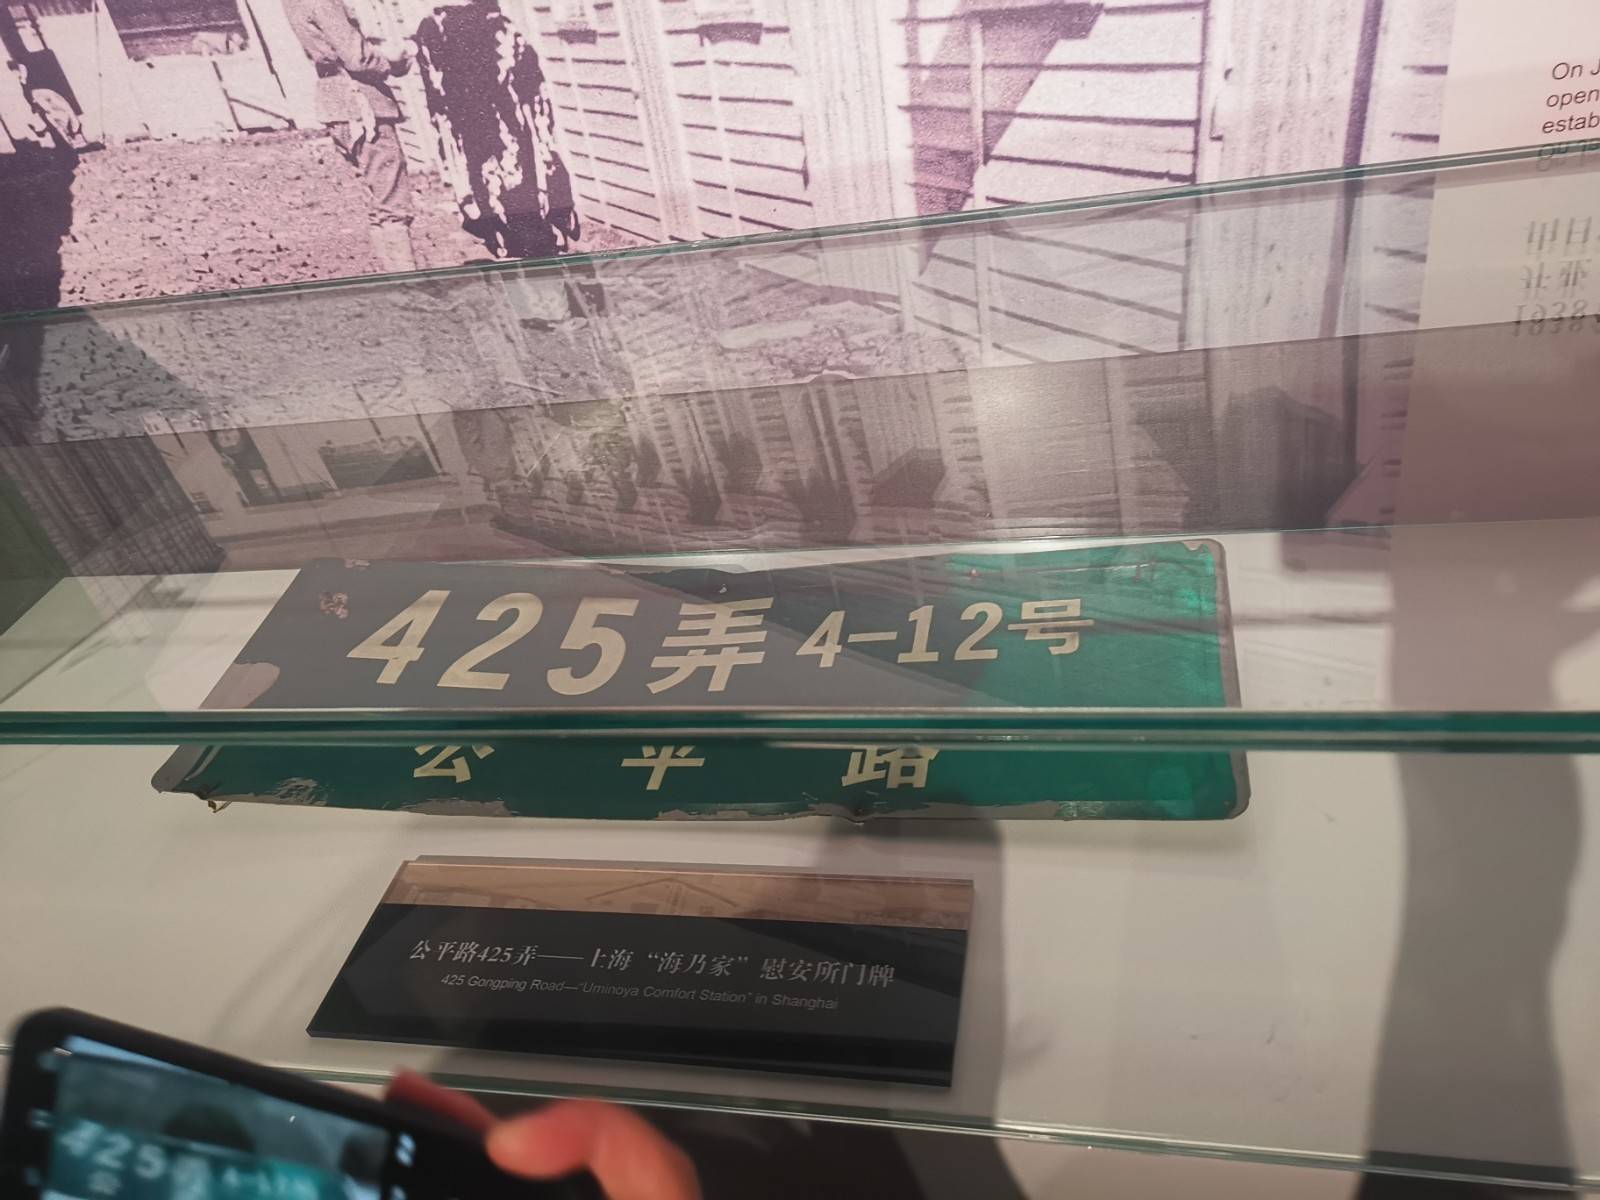 On J
open
estab
425弄 4-12号
公平路
公平路425弄——上海“海乃家”慰安所门牌
425 Gongping Road—“Uminoya Comfort Station” in Shanghai